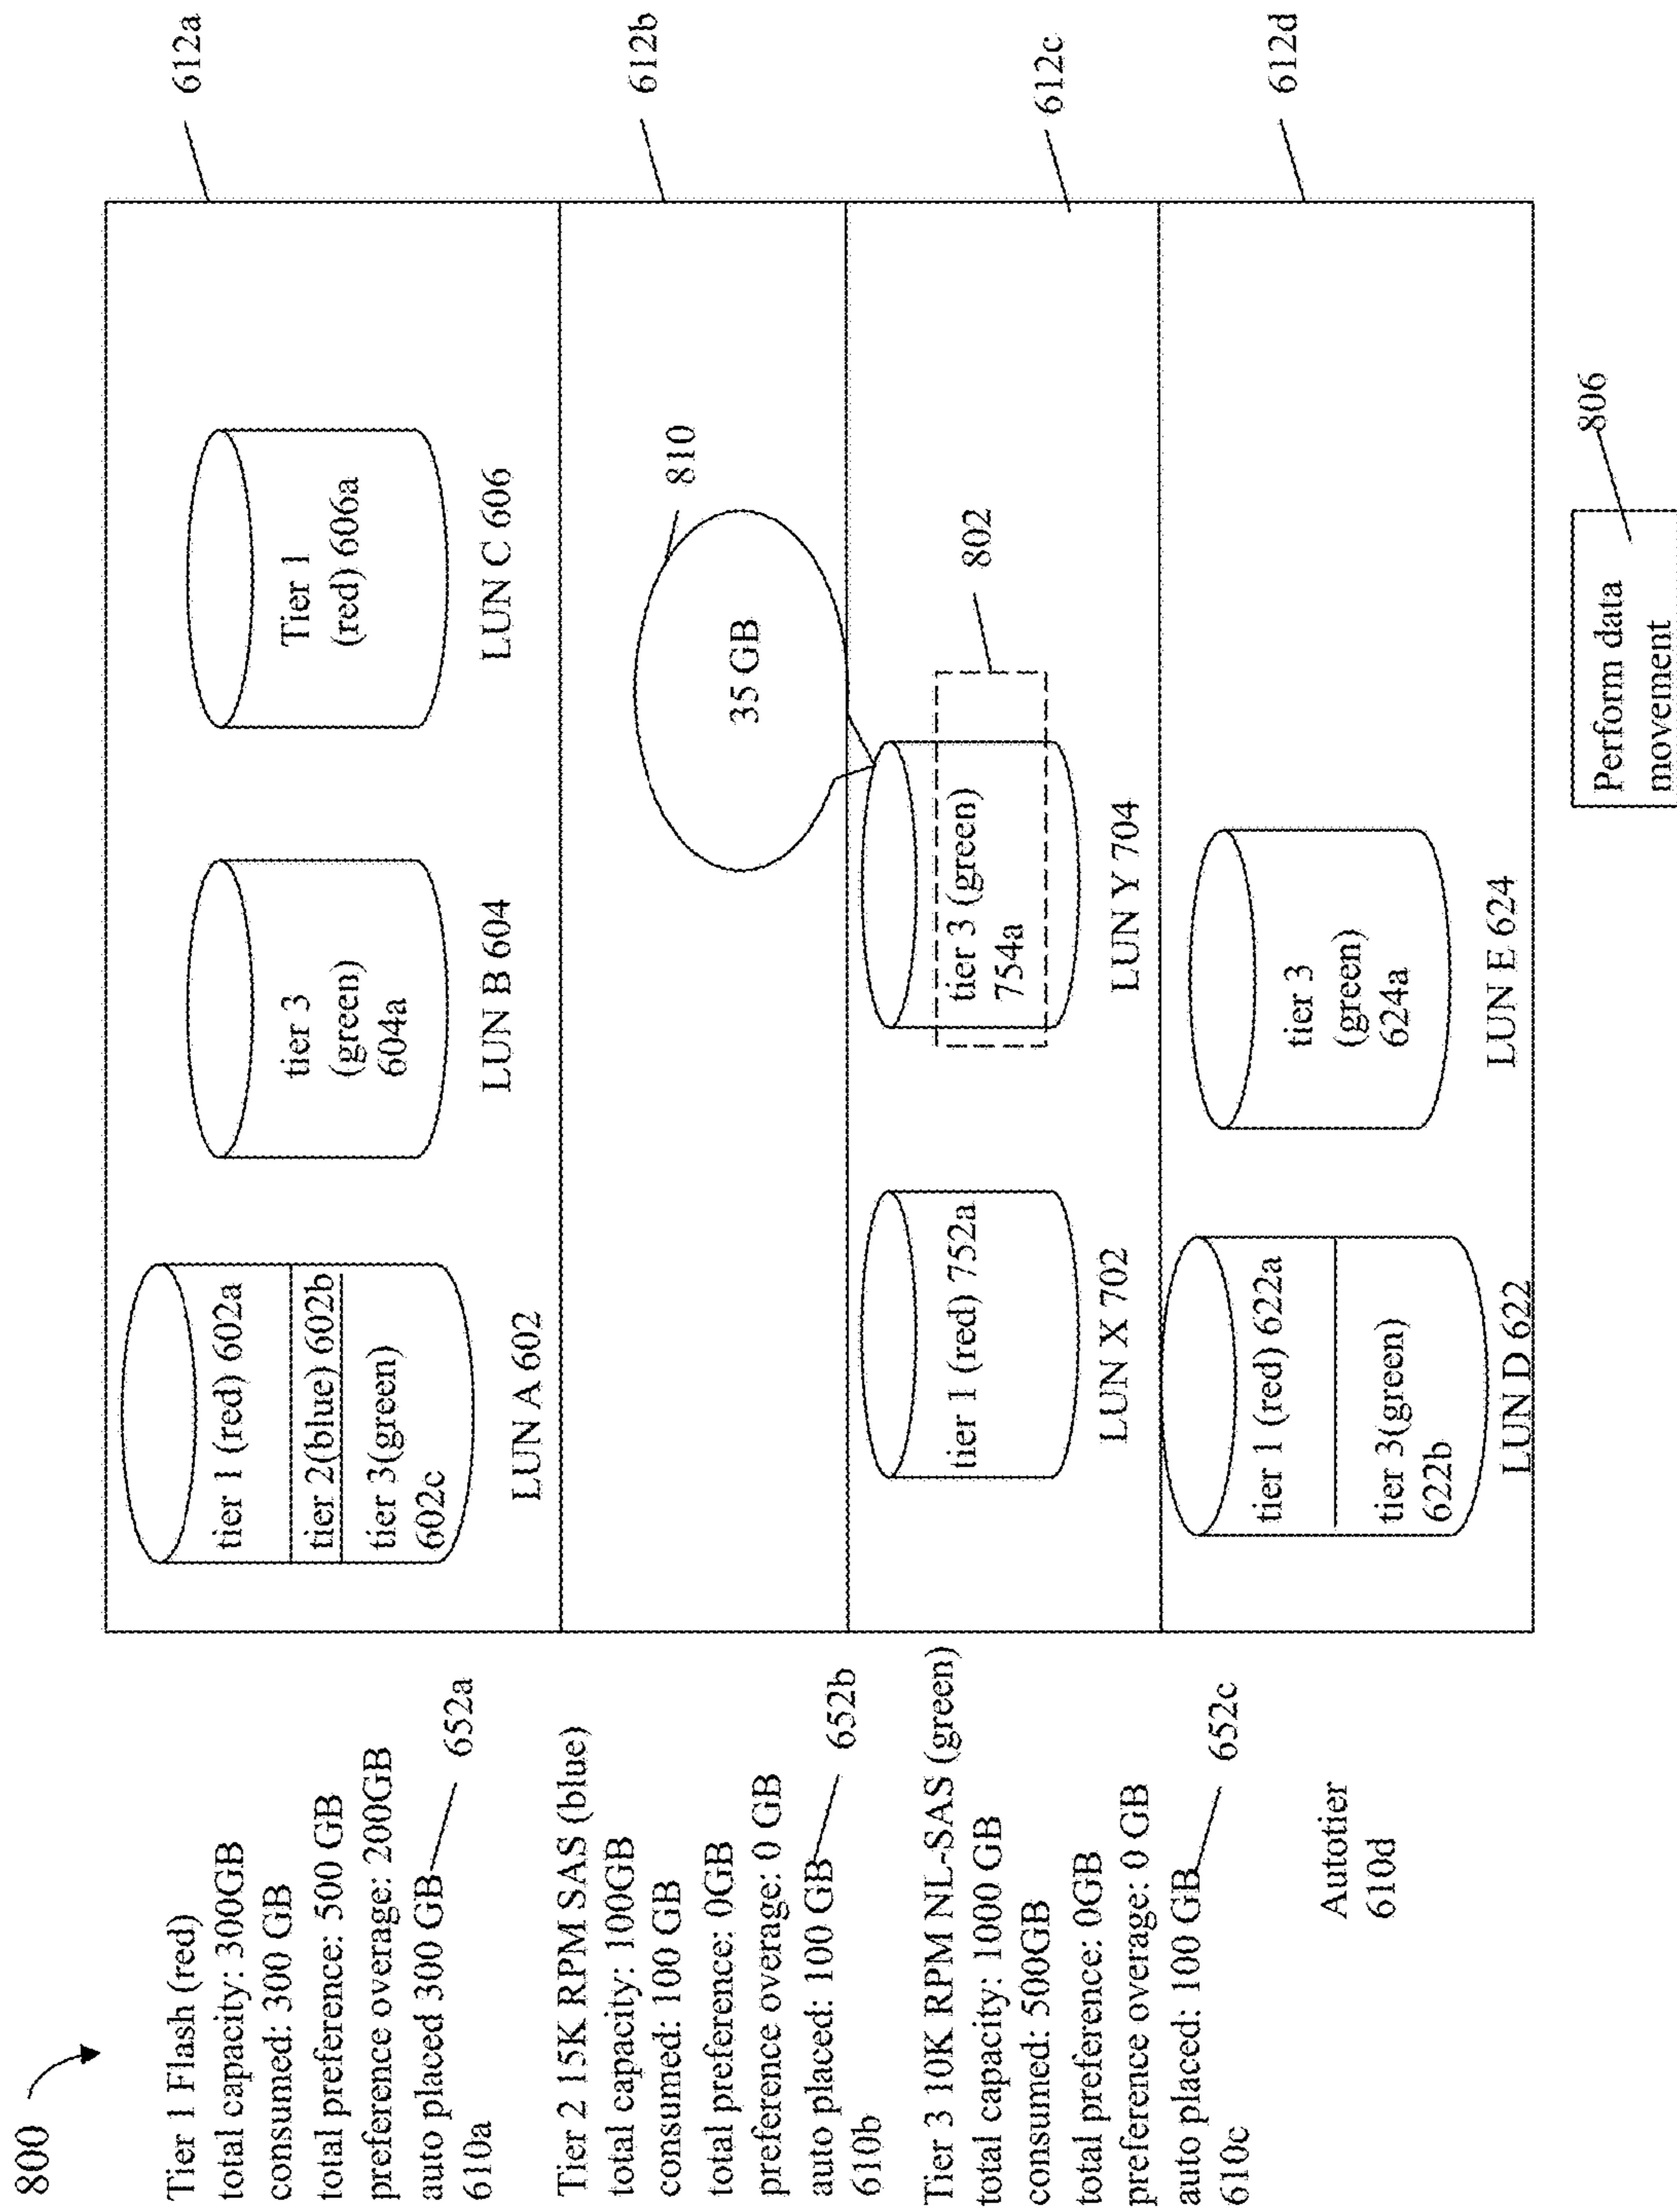 800
Tier 1 Flash (red)
total capacity: 300GB
consumed: 300 GB
total preference: 500 GB
preference overage: 200GB
auto placed 300 GB
610a
652a
Tier 2 15K RPM SAS (blue)
total capacity: 100GB
consumed: 100 GB
total preference: 0GB
preference overage: 0 GB
auto placed: 100 GB
610b
652b
Tier 3 10K RPM NL-SAS (green)
total capacity: 1000 GB
consumed: 500GB
total preference: 0GB
preference overage: 0 GB
auto placed: 100 GB
610c
652c
Autotier
610d
tier 1 (red) 602a
tier 2(blue) 602b
tier 3(green)
602c
LUN A 602
tier 3
(green)
604a
LUN B 604
Tier 1
(red) 606a
LUN C 606
612a
35 GB
810
612b
tier 1 (red) 752a
LUN X 702
tier 3 (green)
754a
LUN Y 704
802
612c
tier 1 (red) 622a
tier 3(green)
622b
LUN D 622
tier 3
(green)
624a
LUN E 624
612d
Perform data
movement
806